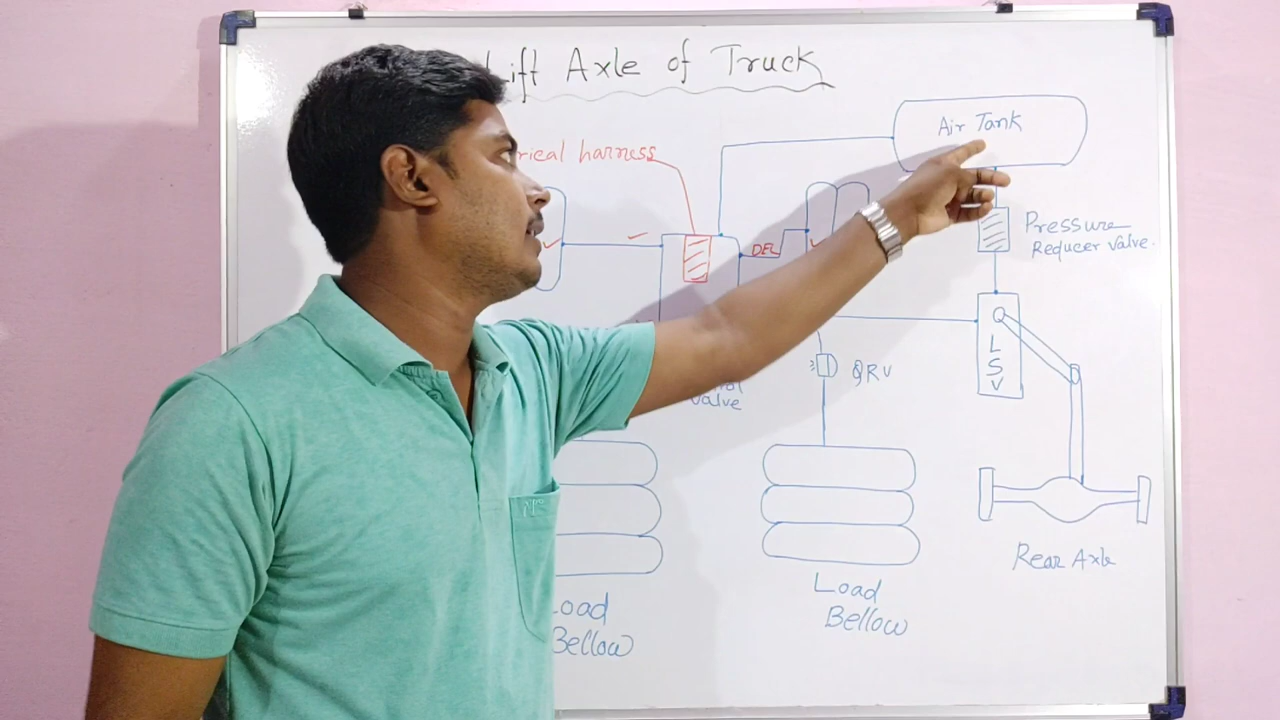 Lift Axle of Truck
Air Tank
rical harness
DEL
Pressure
Reducer Valve.
L
S
V
QRV
Valve
Rear Axle
Load
Bellow
Load
Bellow